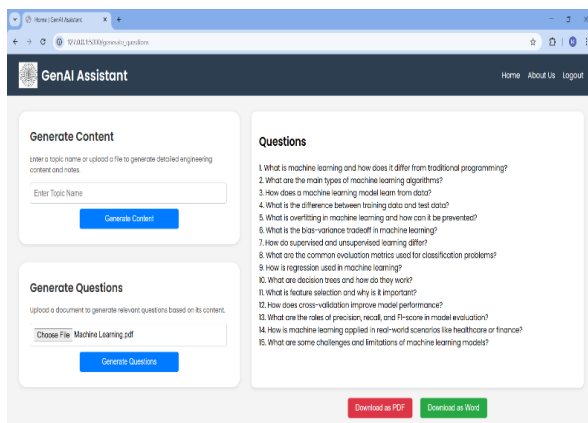 Home | GenAI Assistant
127.0.0.1:5000/generate_questions
GenAI Assistant
Home About Us Logout
Generate Content
Enter a topic name or upload a file to generate detailed engineering
content and notes.
Enter Topic Name
Generate Content
Generate Questions
Upload a document to generate relevant questions based on its content.
Choose File Machine Learning.pdf
Generate Questions
Questions
1. What is machine learning and how does it differ from traditional programming?
2. What are the main types of machine learning algorithms?
3. How does a machine learning model learn from data?
4. What is the difference between training data and test data?
5. What is overfitting in machine learning and how can it be prevented?
6. What is the bias-variance tradeoff in machine learning?
7. How do supervised and unsupervised learning differ?
8. What are the common evaluation metrics used for classification problems?
9. How is regression used in machine learning?
10. What are decision trees and how do they work?
11. What is feature selection and why is it important?
12. How does cross-validation improve model performance?
13. What are the roles of precision, recall, and F1-score in model evaluation?
14. How is machine learning applied in real-world scenarios like healthcare or finance?
15. What are some challenges and limitations of machine learning models?
Download as PDF
Download as Word